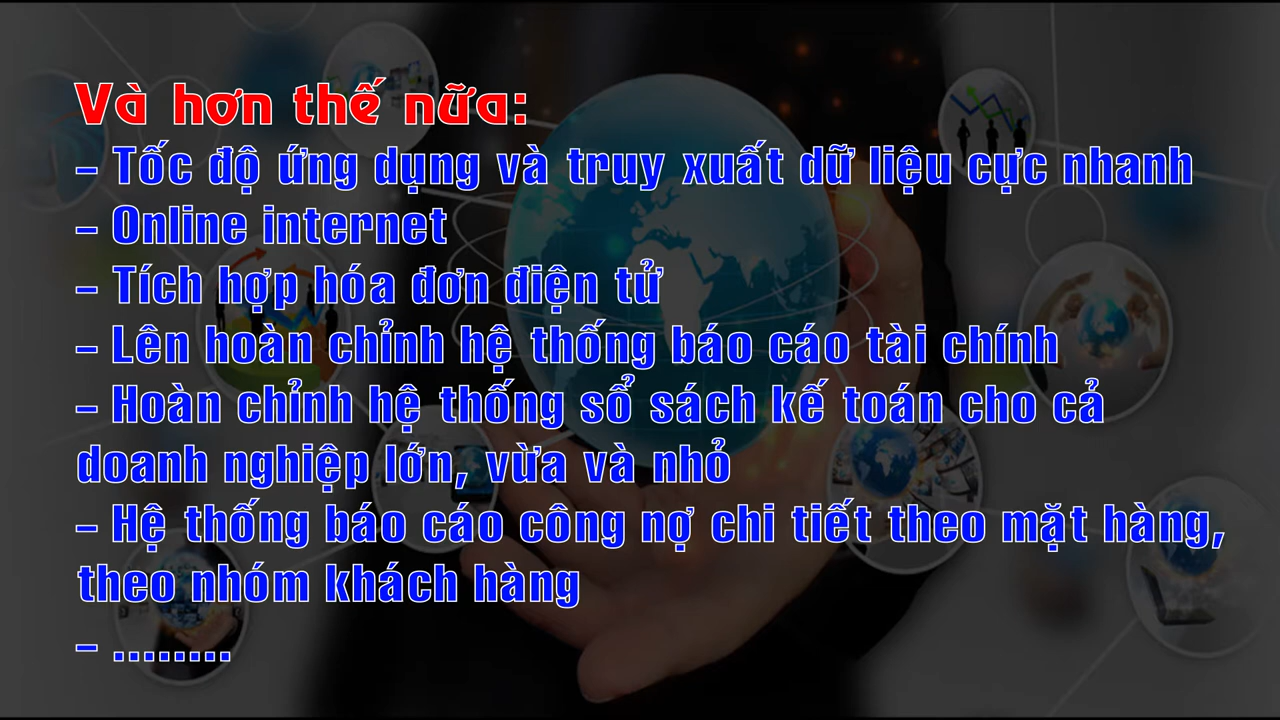 Và hơn thế nữa:
– Tốc độ ứng dụng và truy xuất dữ liệu cực nhanh
– Online internet
– Tích hợp hóa đơn điện tử
– Lên hoàn chỉnh hệ thống báo cáo tài chính
– Hoàn chỉnh hệ thống sổ sách kế toán cho cả
doanh nghiệp lớn, vừa và nhỏ
– Hệ thống báo cáo công nợ chi tiết theo mặt hàng,
theo nhóm khách hàng
– ........